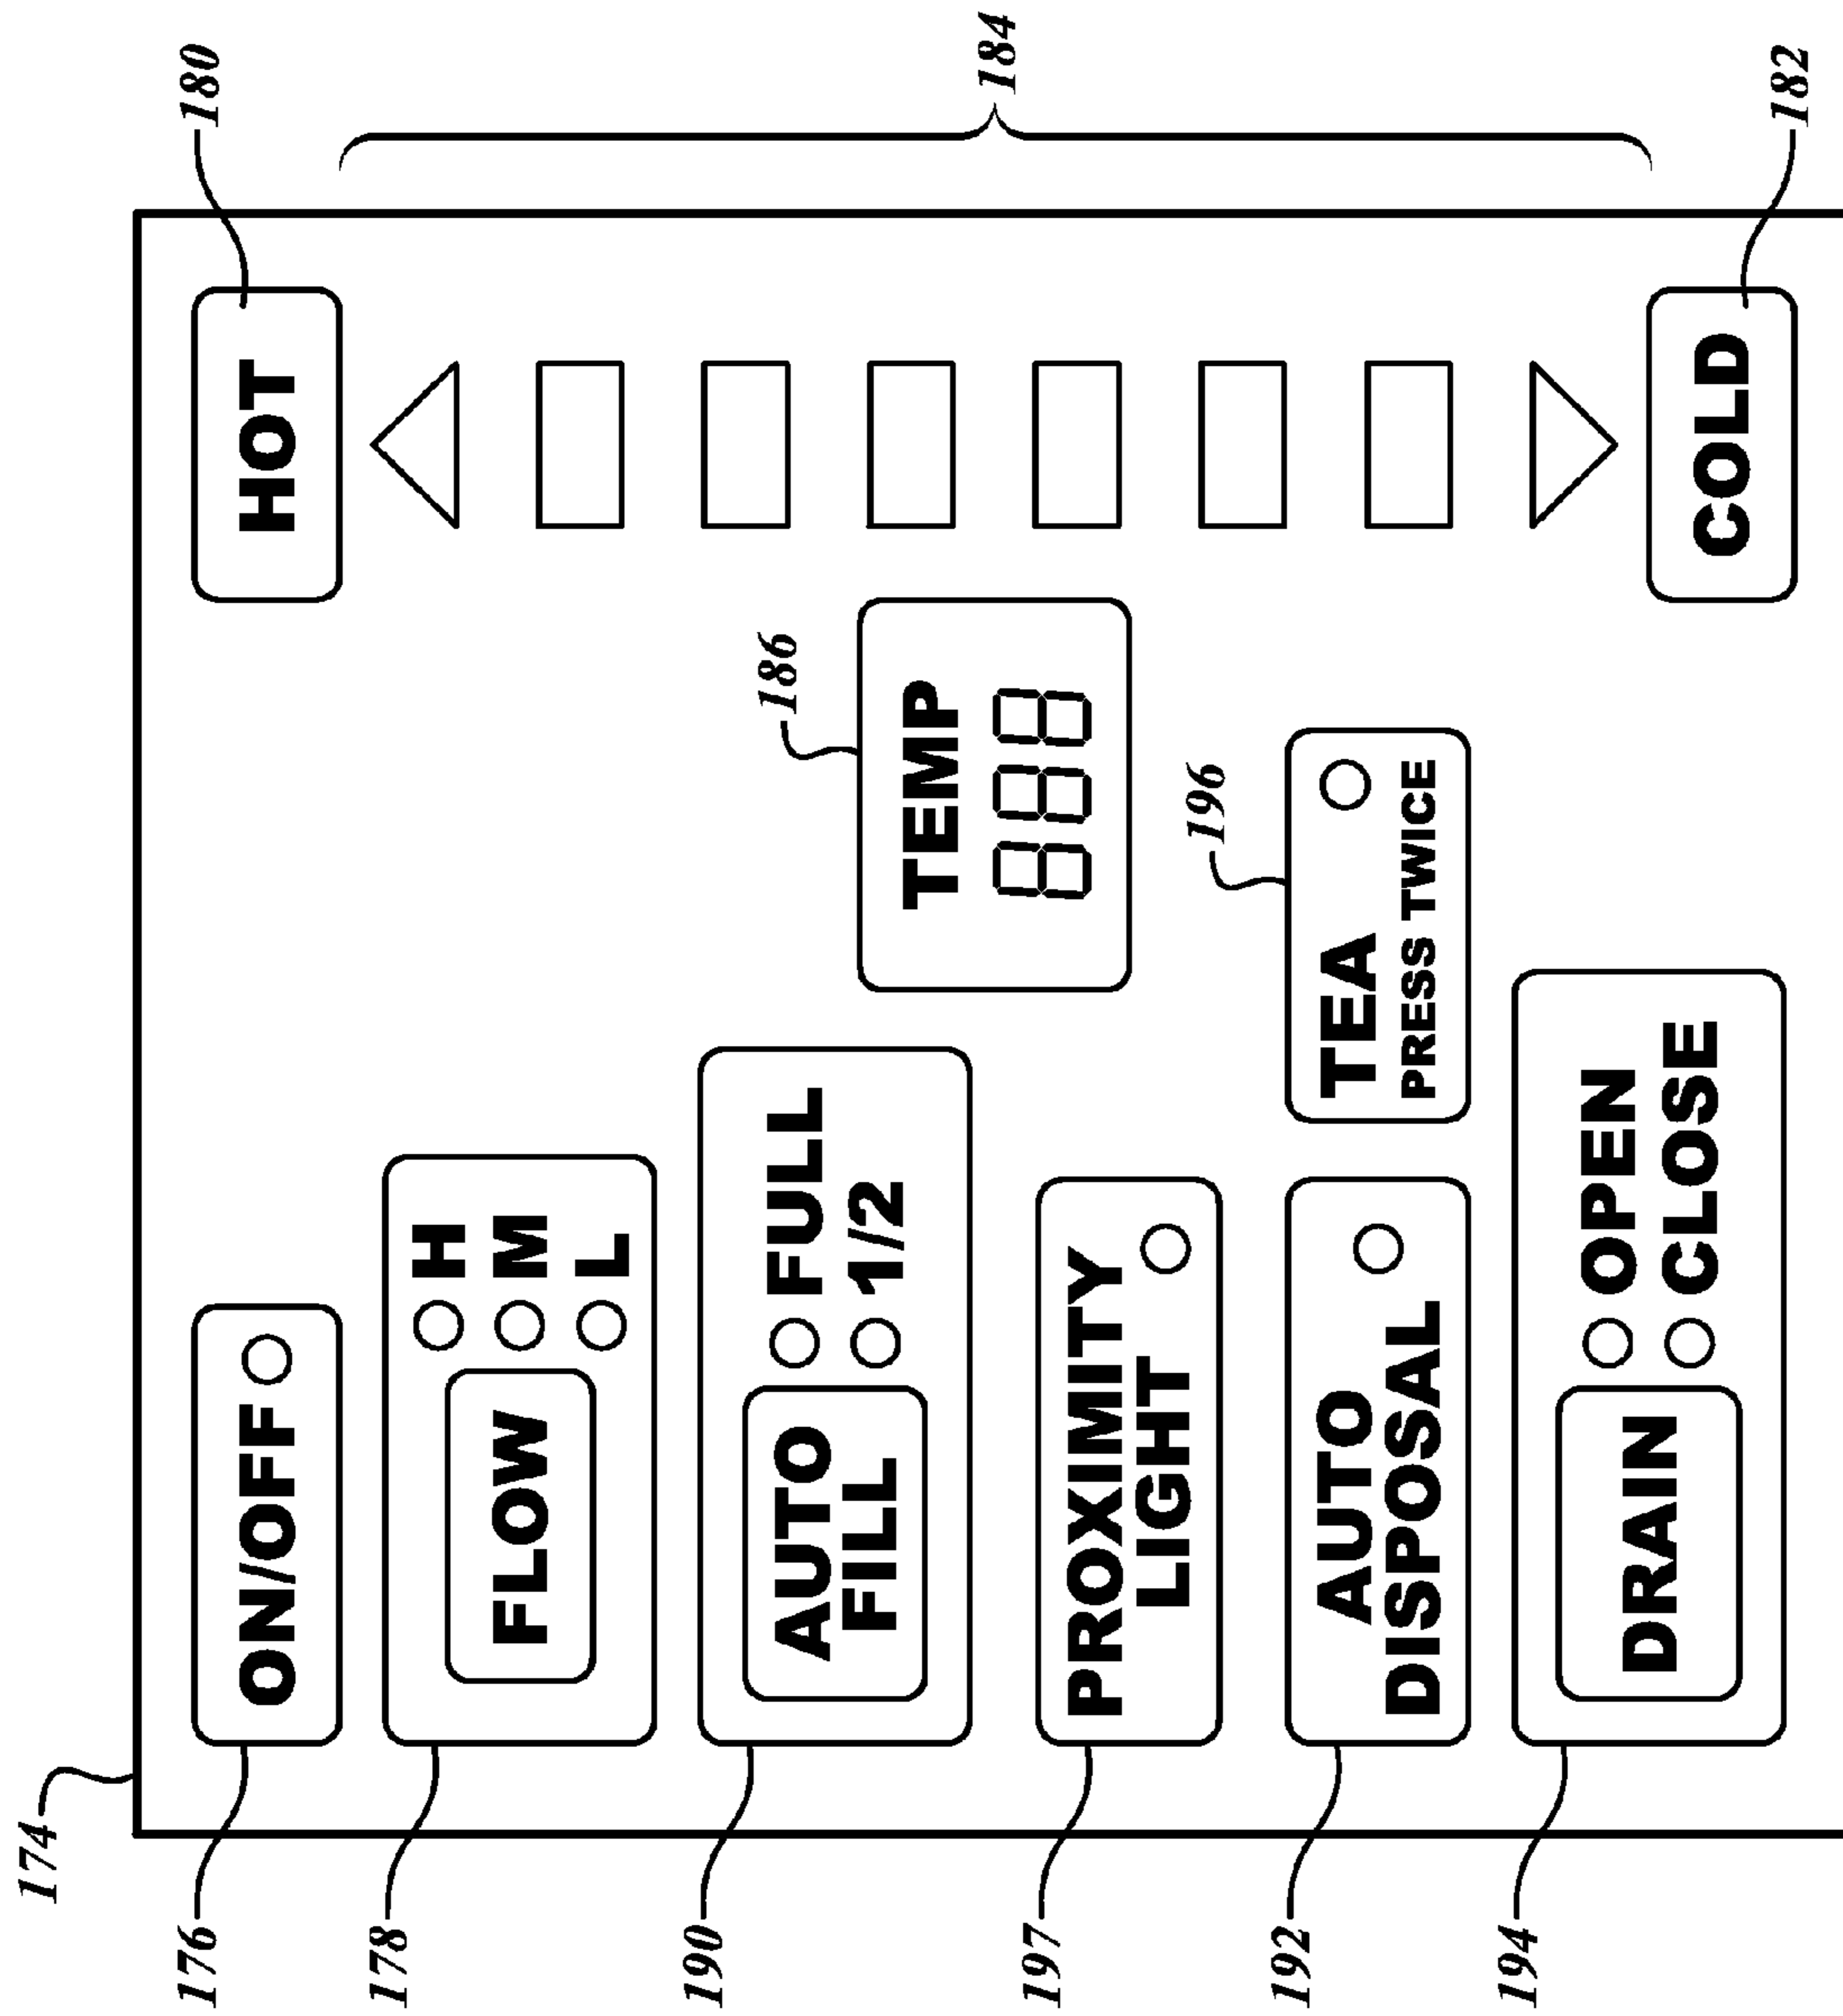 174
176
ON/OFF
HOT
180
178
FLOW
H
M
L
190
AUTO
FILL
FULL
1/2
186
TEMP
888
184
197
PROXIMITY
LIGHT
192
AUTO
DISPOSAL
196
TEA
PRESS TWICE
194
DRAIN
OPEN
CLOSE
COLD
182